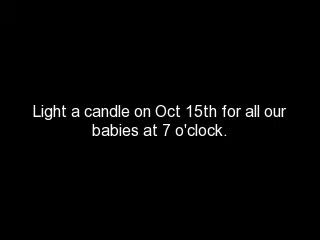 Light a candle on Oct 15th for all our
babies at 7 o'clock.